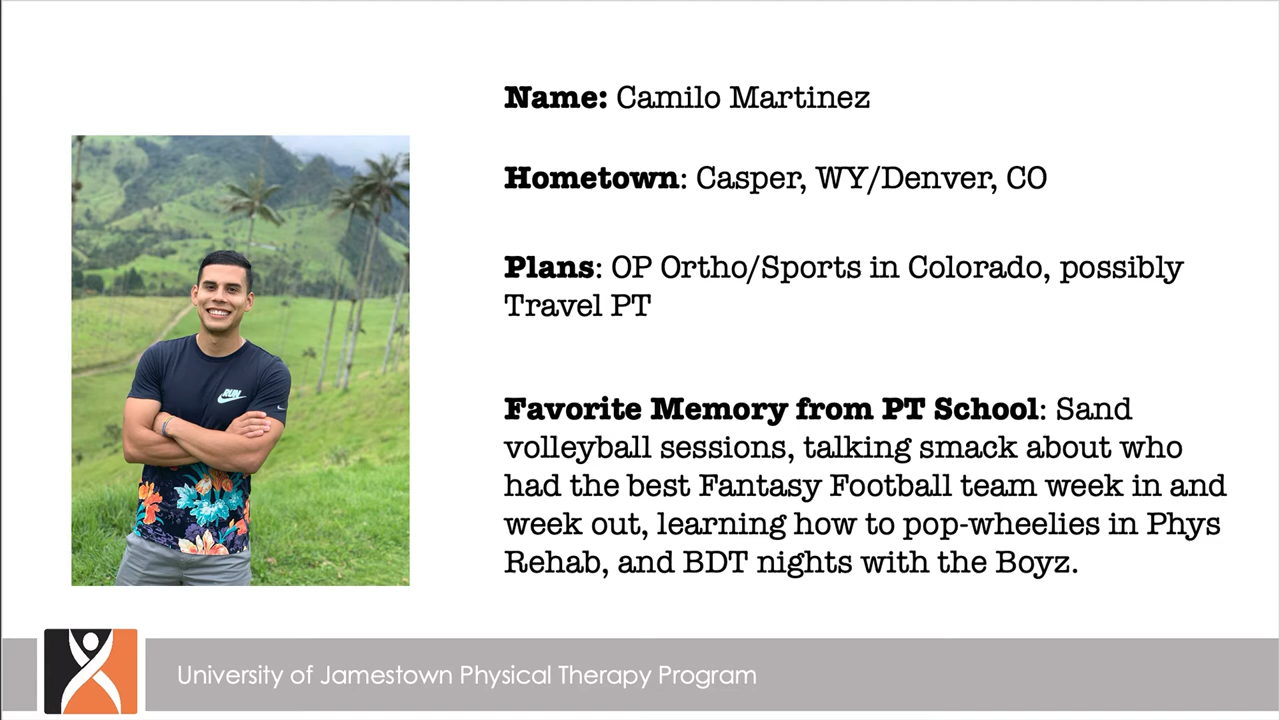 Name: Camilo Martinez
Hometown: Casper, WY/Denver, CO
Plans: OP Ortho/Sports in Colorado, possibly
Travel PT
Favorite Memory from PT School: Sand
volleyball sessions, talking smack about who
had the best Fantasy Football team week in and
week out, learning how to pop-wheelies in Phys
Rehab, and BDT nights with the Boyz.
RUN
University of Jamestown Physical Therapy Program